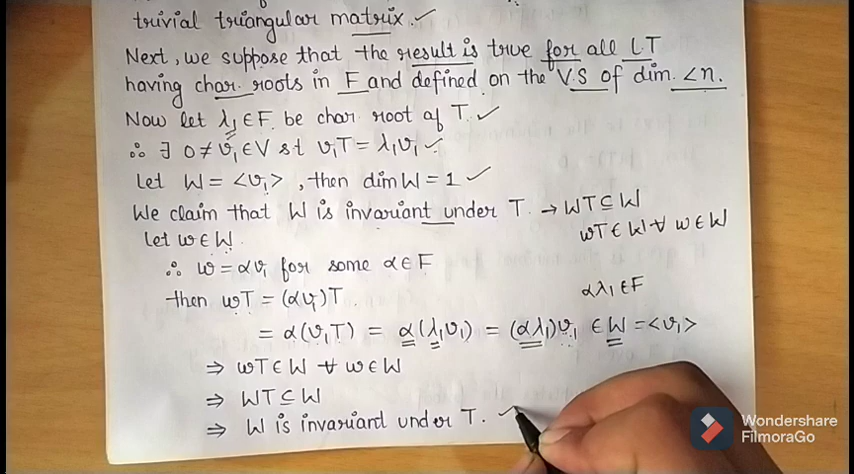 trivial triangular matrix. ✓
Next, we suppose that the result is true for all L.T
having char. roots in F and defined on the V.S of dim. <n.
Now let λ₁∈F be char. root of T. ✓
∴ ∃ 0≠v₁∈V s.t v₁T = λ₁v₁ ✓
Let W = <v₁> , then dim W = 1 ✓
We claim that W is invariant under T. → WT⊆W
wT∈W ∀ w∈W
Let w∈W.
∴ w = αv₁ for some α∈F
then wT = (αv₁)T
αλ₁∈F
= α(v₁T) = α(λ₁v₁) = (αλ₁)v₁ ∈ W = <v₁>
⇒ wT∈W ∀ w∈W
⇒ WT⊆W
⇒ W is invariant under T. ✓
Wondershare
FilmoraGo